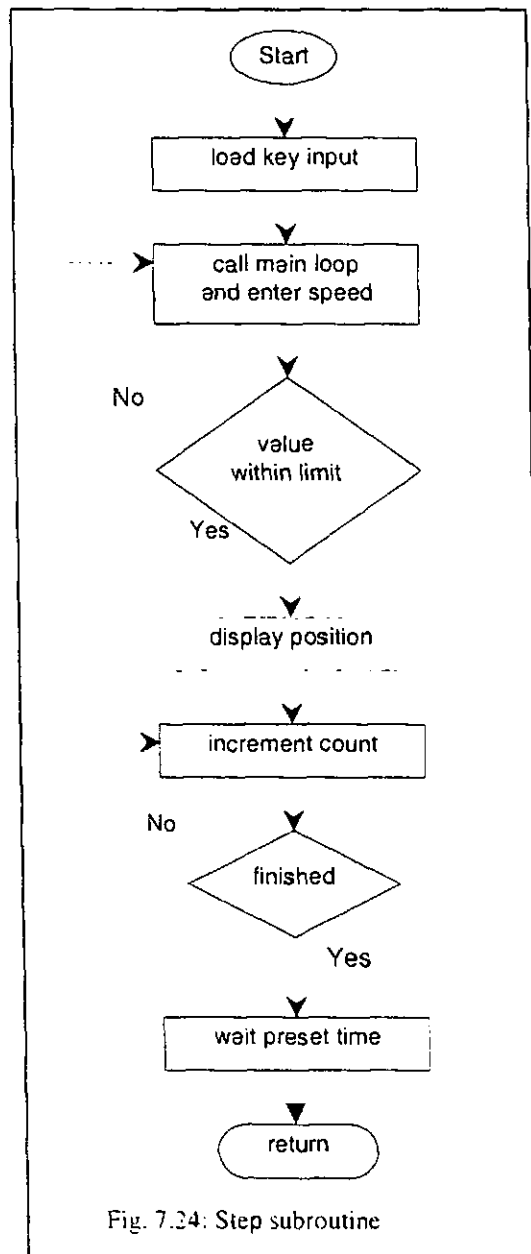 Start
load key input
call main loop
and enter speed
No
value
within limit
Yes
display position
increment count
No
finished
Yes
wait preset time
return
Fig. 7.24: Step subroutine